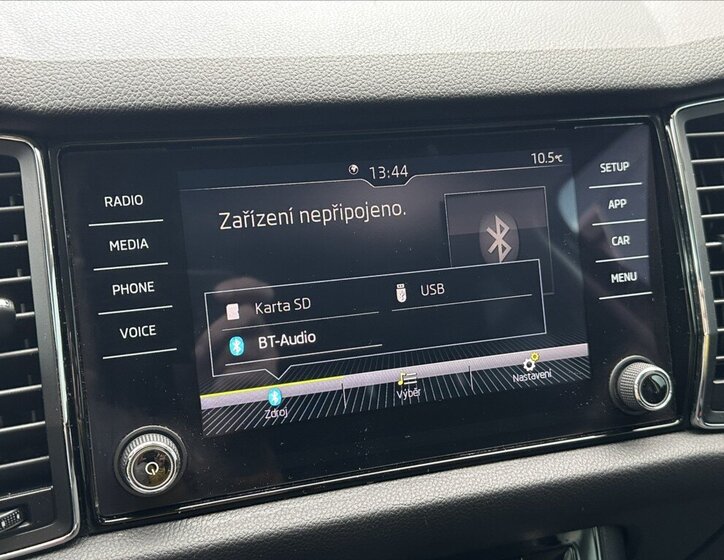 13:44
10.5°C
RADIO
MEDIA
PHONE
VOICE
Zařízení nepřipojeno.
Karta SD
USB
BT-Audio
Zdroj
Výběr
Nastavení
SETUP
APP
CAR
MENU